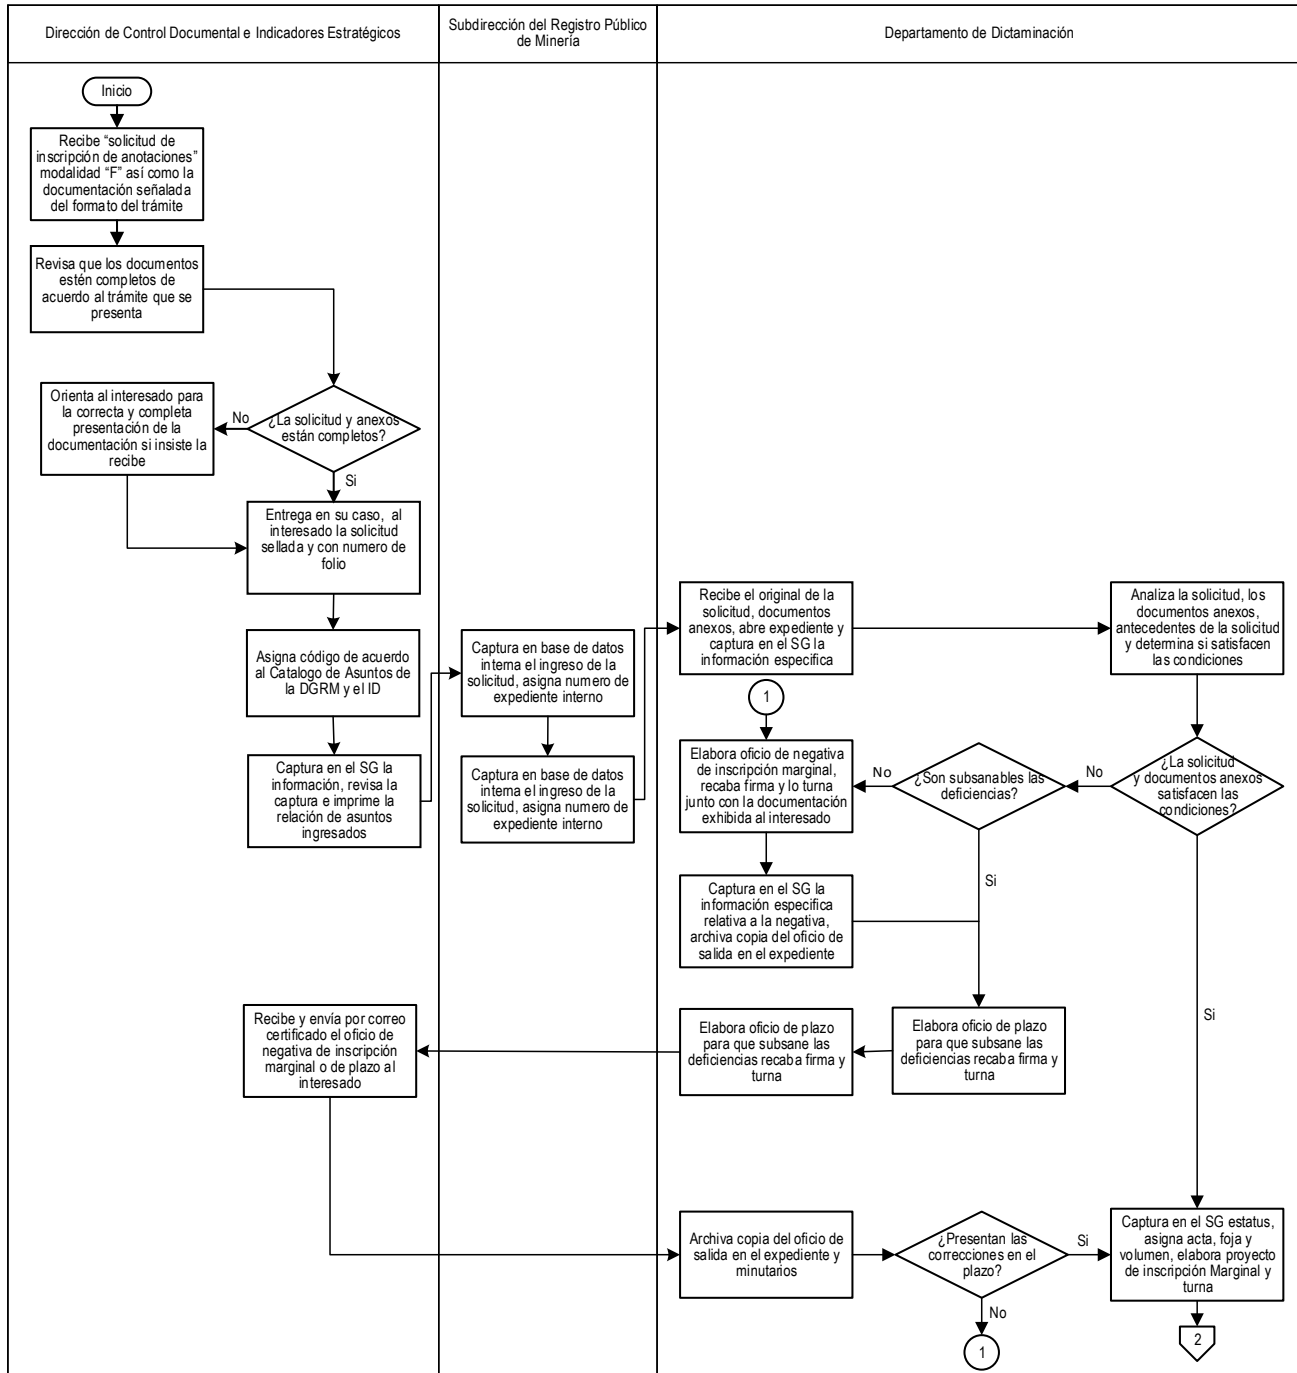 Dirección de Control Documental e Indicadores Estratégicos
Subdirección del Registro Público
de Minería
Departamento de Dictaminación
Inicio
Recibe “solicitud de
inscripción de anotaciones”
modalidad “F” así como la
documentación señalada
del formato del trámite
Revisa que los documentos
estén completos de
acuerdo al trámite que se
presenta
¿La solicitud y anexos
están completos?
No
Si
Orienta al interesado para
la correcta y completa
presentación de la
documentación si insiste la
recibe
Entrega en su caso, al
interesado la solicitud
sellada y con numero de
folio
Asigna código de acuerdo
al Catalogo de Asuntos de
la DGRM y el ID
Captura en el SG la
información, revisa la
captura e imprime la
relación de asuntos
ingresados
Captura en base de datos
interna el ingreso de la
solicitud, asigna numero de
expediente interno
Captura en base de datos
interna el ingreso de la
solicitud, asigna numero de
expediente interno
Recibe el original de la
solicitud, documentos
anexos, abre expediente y
captura en el SG la
información especifica
Analiza la solicitud, los
documentos anexos,
antecedentes de la solicitud
y determina si satisfacen
las condiciones
¿La solicitud
y documentos anexos
satisfacen las
condiciones?
No
Si
¿Son subsanables las
deficiencias?
No
Si
1
Elabora oficio de negativa
de inscripción marginal,
recaba firma y lo turna
junto con la documentación
exhibida al interesado
Captura en el SG la
información especifica
relativa a la negativa,
archiva copia del oficio de
salida en el expediente
Elabora oficio de plazo
para que subsane las
deficiencias recaba firma y
turna
Elabora oficio de plazo
para que subsane las
deficiencias recaba firma y
turna
Recibe y envía por correo
certificado el oficio de
negativa de inscripción
marginal o de plazo al
interesado
Archiva copia del oficio de
salida en el expediente y
minutarios
¿Presentan las
correcciones en el
plazo?
Si
No
1
Captura en el SG estatus,
asigna acta, foja y
volumen, elabora proyecto
de inscripción Marginal y
turna
2